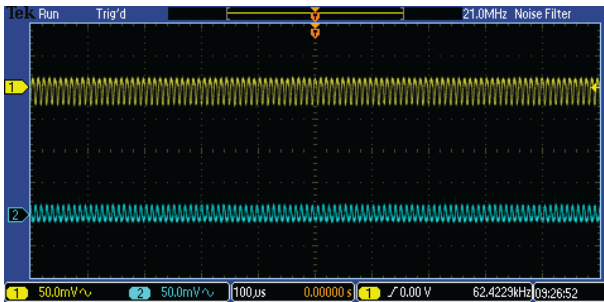 Tek Run Trig'd 21.0MHz Noise Filter
1
2
1 50.0mV 2 50.0mV 100µs 0.00000 s 1 0.00 V 62.4229kHz 09:26:52